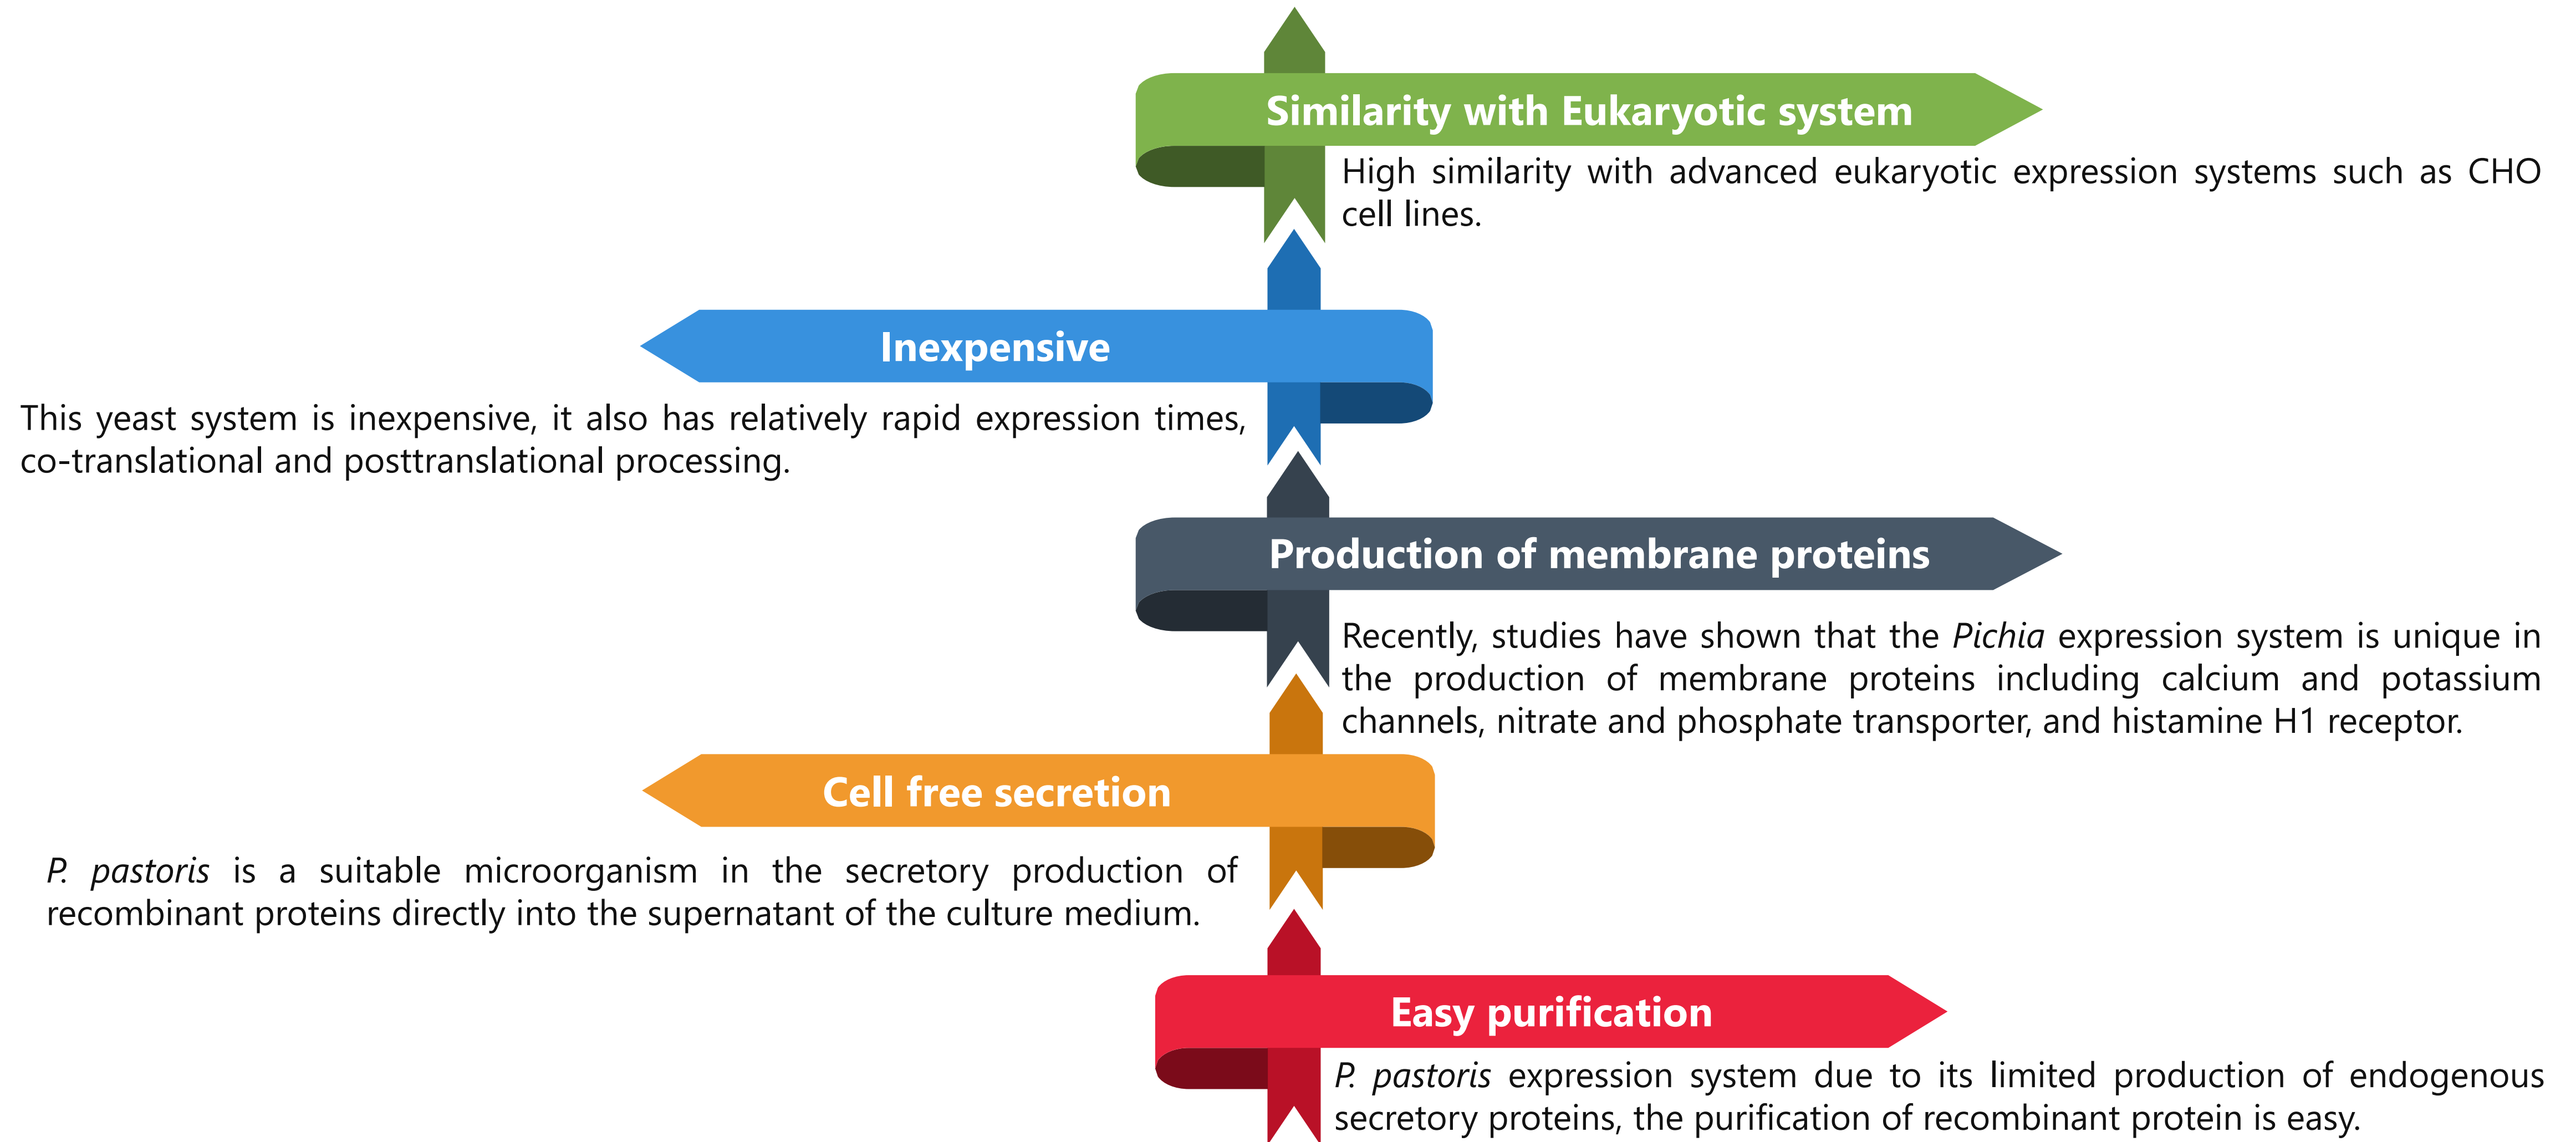 Similarity with Eukaryotic system
High similarity with advanced eukaryotic expression systems such as CHO
cell lines.
Inexpensive
This yeast system is inexpensive, it also has relatively rapid expression times,
co-translational and posttranslational processing.
Production of membrane proteins
Recently, studies have shown that the Pichia expression system is unique in
the production of membrane proteins including calcium and potassium
channels, nitrate and phosphate transporter, and histamine H1 receptor.
Cell free secretion
P. pastoris is a suitable microorganism in the secretory production of
recombinant proteins directly into the supernatant of the culture medium.
Easy purification
P. pastoris expression system due to its limited production of endogenous
secretory proteins, the purification of recombinant protein is easy.